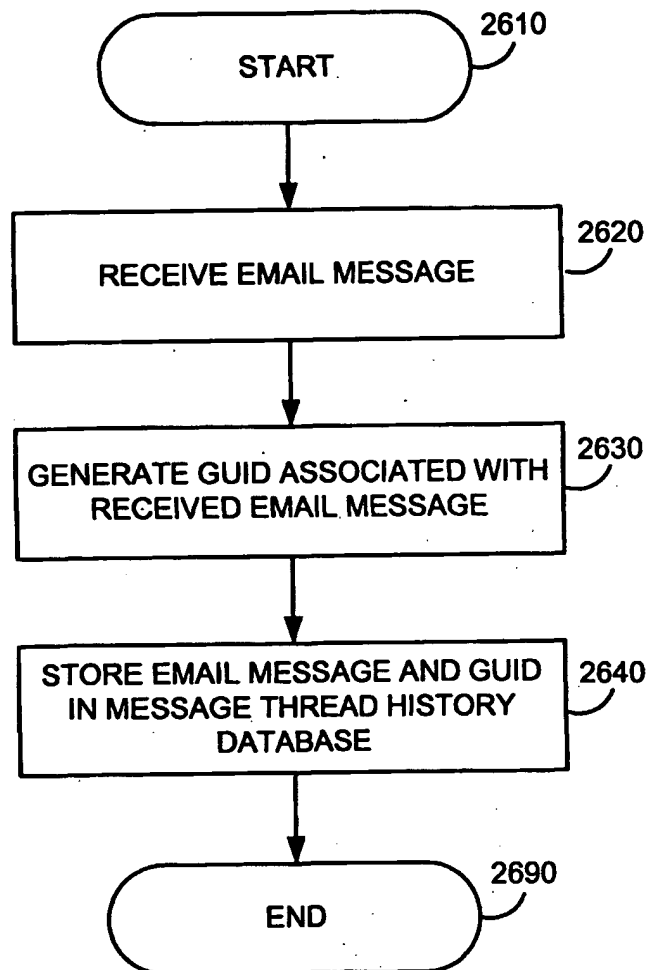 2610
START
2620
RECEIVE EMAIL MESSAGE
2630
GENERATE GUID ASSOCIATED WITH
RECEIVED EMAIL MESSAGE
2640
STORE EMAIL MESSAGE AND GUID
IN MESSAGE THREAD HISTORY
DATABASE
2690
END